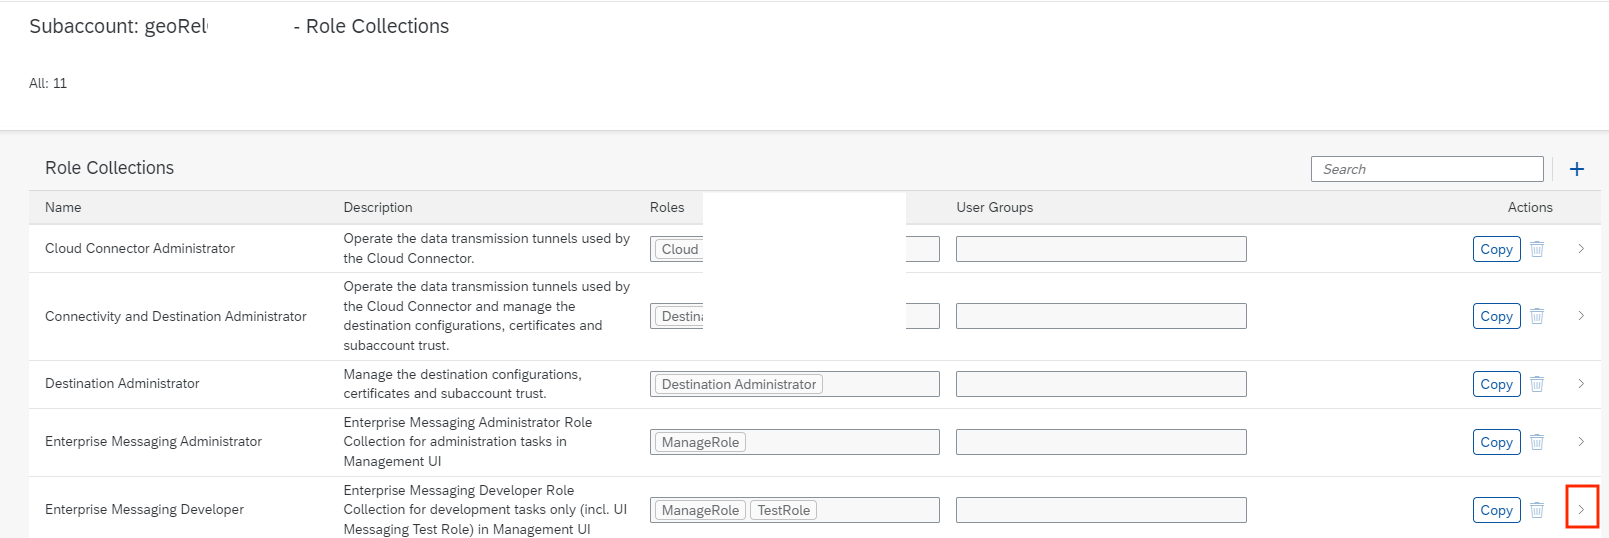 Subaccount: geoRel - Role Collections
All: 11
Role Collections
Search
+
Name Description Roles User Groups Actions
Cloud Connector Administrator
Operate the data transmission tunnels used by
the Cloud Connector.
Cloud
Copy
Connectivity and Destination Administrator
Operate the data transmission tunnels used by
the Cloud Connector and manage the
destination configurations, certificates and
subaccount trust.
Copy
Destination Administrator
Manage the destination configurations,
certificates and subaccount trust.
Destination Administrator
Copy
Enterprise Messaging Administrator
Enterprise Messaging Administrator Role
Collection for administration tasks in
Management UI
ManageRole
Copy
Enterprise Messaging Developer
Enterprise Messaging Developer Role
Collection for development tasks only (incl. UI
Messaging Test Role) in Management UI
ManageRole TestRole
Copy